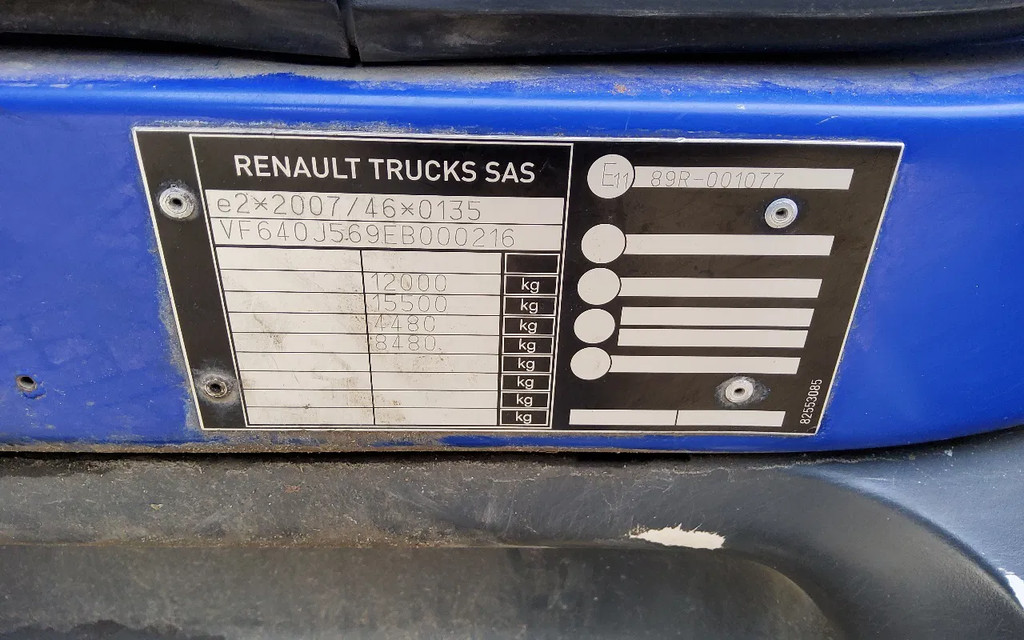 RENAULT TRUCKS SAS
e2*2007/46*0135
VF640J569EB000216
kg
12000 kg
15500 kg
4480 kg
8480 kg
kg
kg
kg
E11 89R-001077
82553085